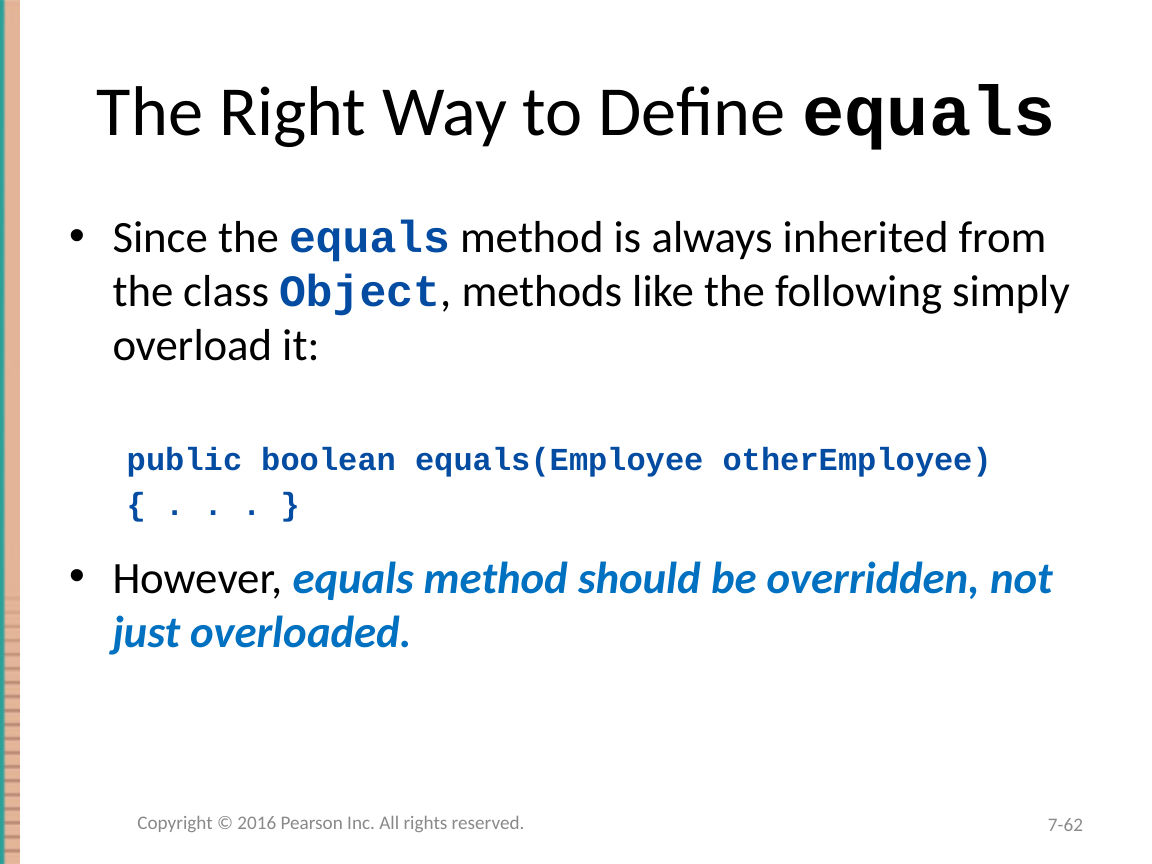 The Right Way to Define equals
• Since the equals method is always inherited from
the class Object, methods like the following simply
overload it:
public boolean equals(Employee otherEmployee)
{ . . . }
• However, equals method should be overridden, not
just overloaded.
Copyright © 2016 Pearson Inc. All rights reserved.
7-62